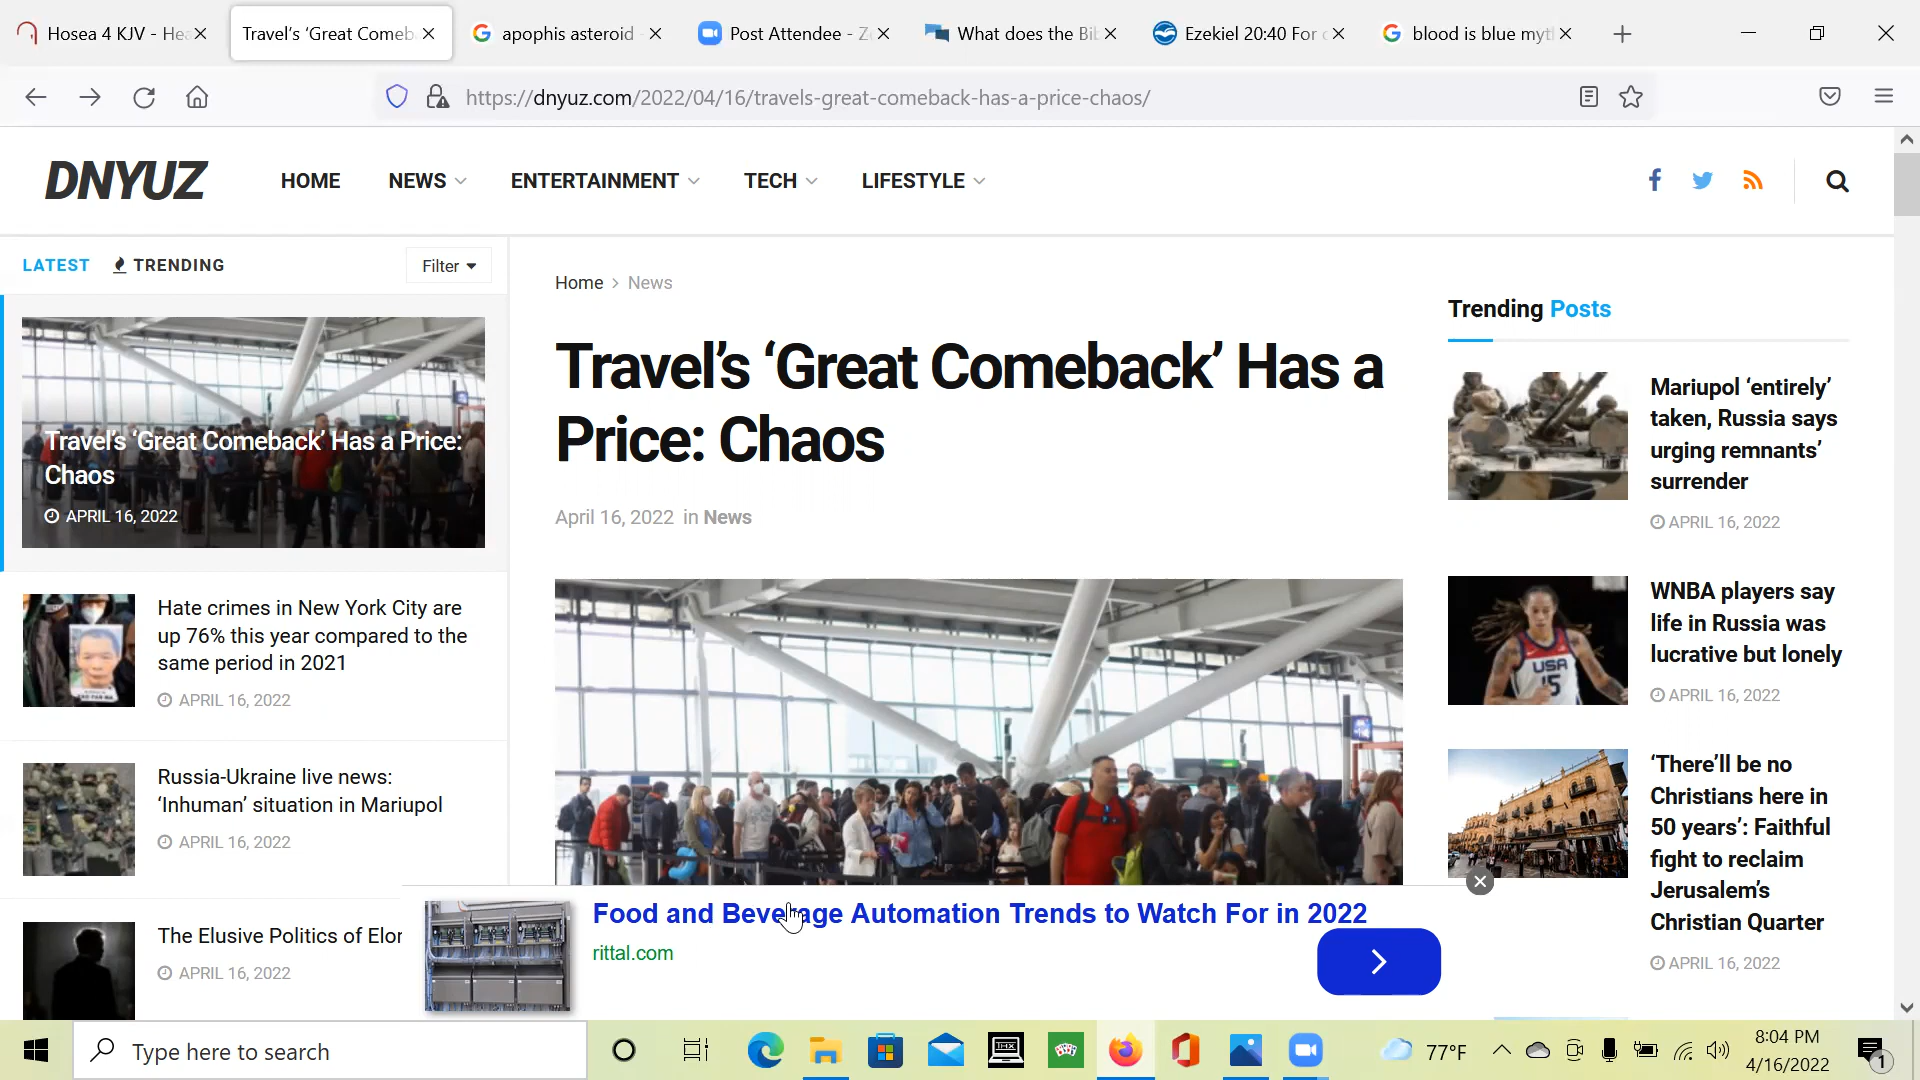 Hosea 4 KJV - He
Travel's 'Great Comeb
apophis asteroid
Post Attendee - Z
What does the Bi
Ezekiel 20:40 For
blood is blue myt
https://dnyuz.com/2022/04/16/travels-great-comeback-has-a-price-chaos/
DNYUZ
HOME
NEWS
ENTERTAINMENT
TECH
LIFESTYLE
LATEST
TRENDING
Filter
Travel's 'Great Comeback' Has a Price:
Chaos
APRIL 16, 2022
Hate crimes in New York City are
up 76% this year compared to the
same period in 2021
APRIL 16, 2022
Russia-Ukraine live news:
'Inhuman' situation in Mariupol
APRIL 16, 2022
The Elusive Politics of Elor
APRIL 16, 2022
Home > News
Travel's 'Great Comeback' Has a
Price: Chaos
April 16, 2022 in News
Food and Beverage Automation Trends to Watch For in 2022
rittal.com
Trending Posts
Mariupol 'entirely'
taken, Russia says
urging remnants'
surrender
APRIL 16, 2022
USA
15
WNBA players say
life in Russia was
lucrative but lonely
APRIL 16, 2022
'There'll be no
Christians here in
50 years': Faithful
fight to reclaim
Jerusalem's
Christian Quarter
APRIL 16, 2022
Type here to search
77°F
8:04 PM
4/16/2022
1